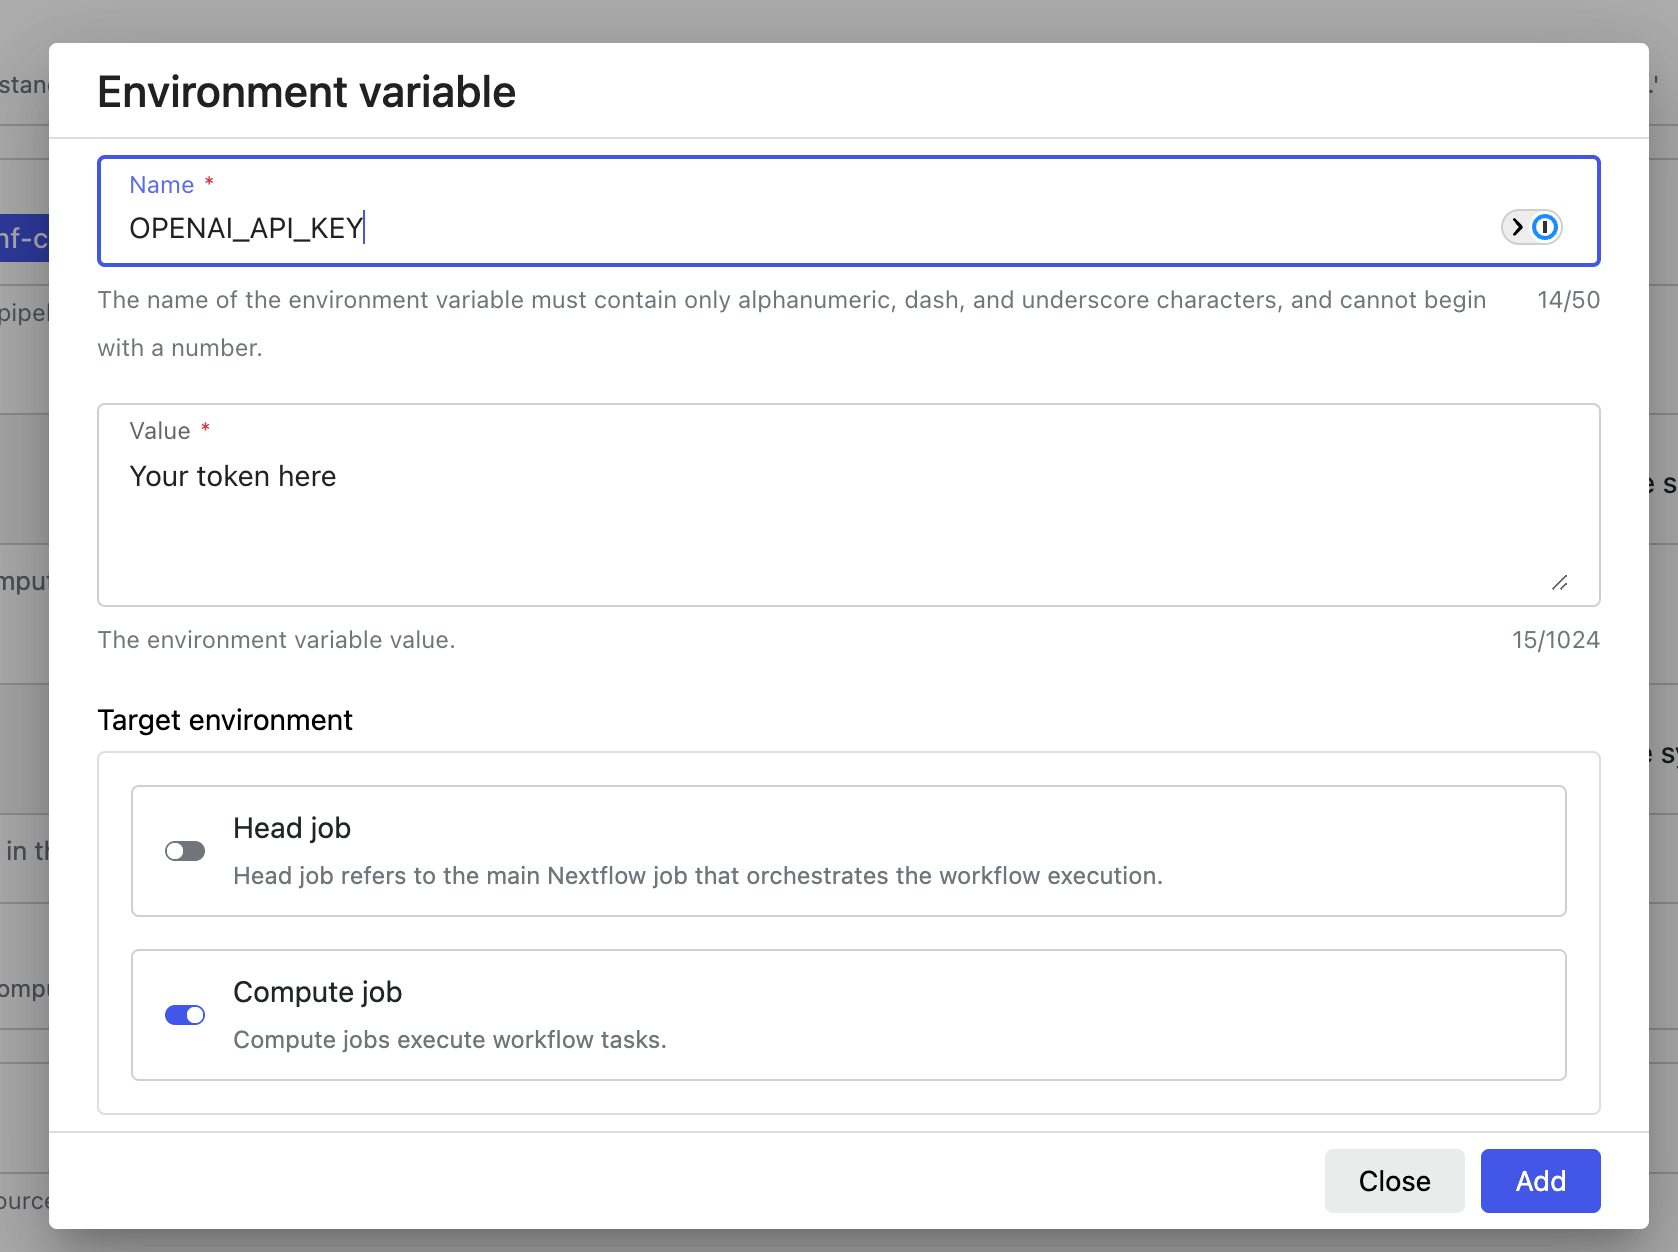 Environment variable
Name *
OPENAI_API_KEY
The name of the environment variable must contain only alphanumeric, dash, and underscore characters, and cannot begin
14/50
with a number.
Value *
Your token here
The environment variable value.
15/1024
Target environment
Head job
Head job refers to the main Nextflow job that orchestrates the workflow execution.
Compute job
Compute jobs execute workflow tasks.
Close
Add